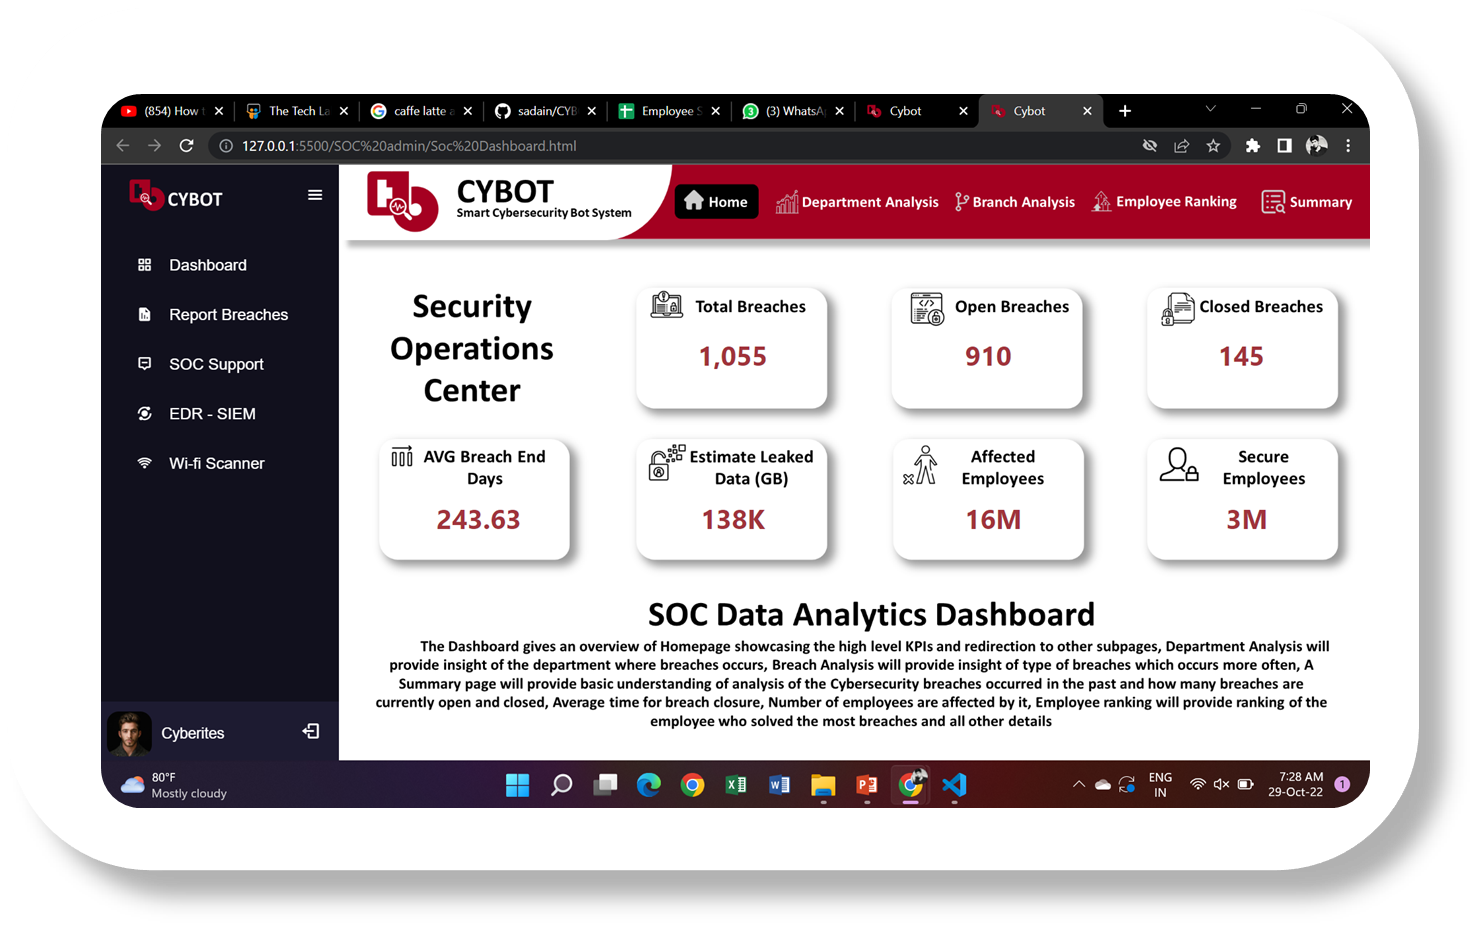 (854) How t
The Tech La
caffe latte a
sadain/CYB
Employee S
(3) WhatsA
Cybot
Cybot
127.0.0.1:5500/SOC%20admin/Soc%20Dashboard.html
CYBOT
CYBOT
Smart Cybersecurity Bot System
Home
Department Analysis
Branch Analysis
Employee Ranking
Summary
Dashboard
Report Breaches
SOC Support
EDR - SIEM
Wi-fi Scanner
Security
Operations
Center
Total Breaches
1,055
Open Breaches
910
Closed Breaches
145
AVG Breach End
Days
243.63
Estimate Leaked
Data (GB)
138K
Affected
Employees
16M
Secure
Employees
3M
SOC Data Analytics Dashboard
The Dashboard gives an overview of Homepage showcasing the high level KPIs and redirection to other subpages, Department Analysis will
provide insight of the department where breaches occurs, Breach Analysis will provide insight of type of breaches which occurs more often, A
Summary page will provide basic understanding of analysis of the Cybersecurity breaches occurred in the past and how many breaches are
currently open and closed, Average time for breach closure, Number of employees are affected by it, Employee ranking will provide ranking of the
employee who solved the most breaches and all other details
Cyberites
80°F
Mostly cloudy
ENG
IN
7:28 AM
29-Oct-22
1